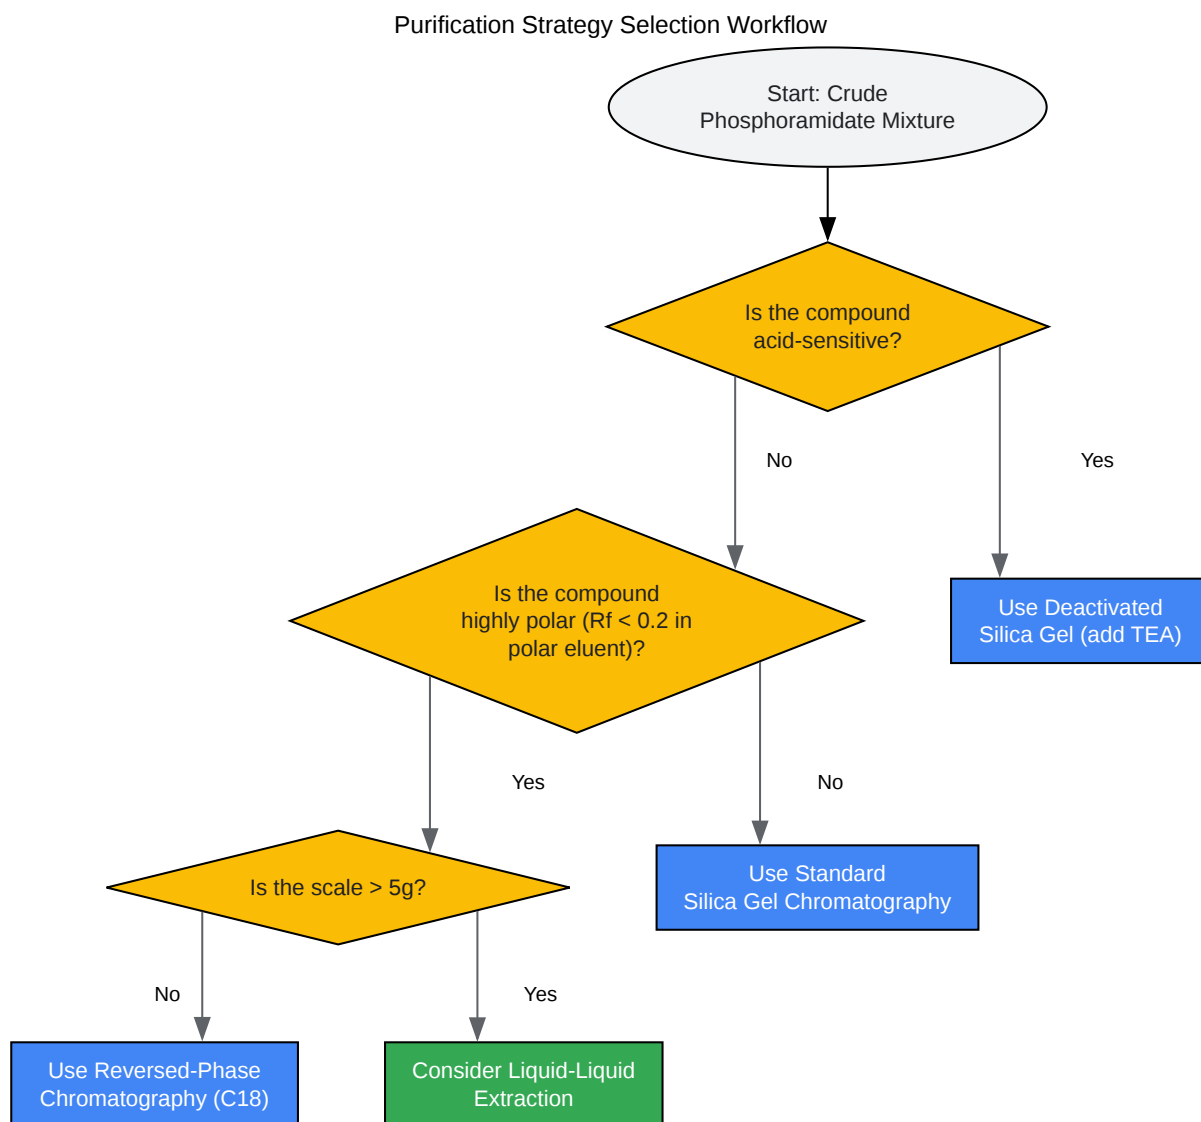 Purification Strategy Selection Workflow
Start: Crude
Phosphoramidate Mixture
Is the compound
acid-sensitive?
No
Yes
Is the compound
highly polar (Rf < 0.2 in
polar eluent)?
Use Deactivated
Silica Gel (add TEA)
Yes
No
Is the scale > 5g?
Use Standard
Silica Gel Chromatography
No
Yes
Use Reversed-Phase
Chromatography (C18)
Consider Liquid-Liquid
Extraction